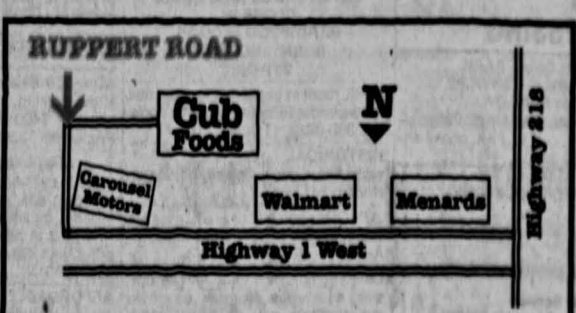 RUPPERT ROAD
Cub
Foods
N
Highway 218
Carousel
Motors
Walmart
Menards
Highway 1 West